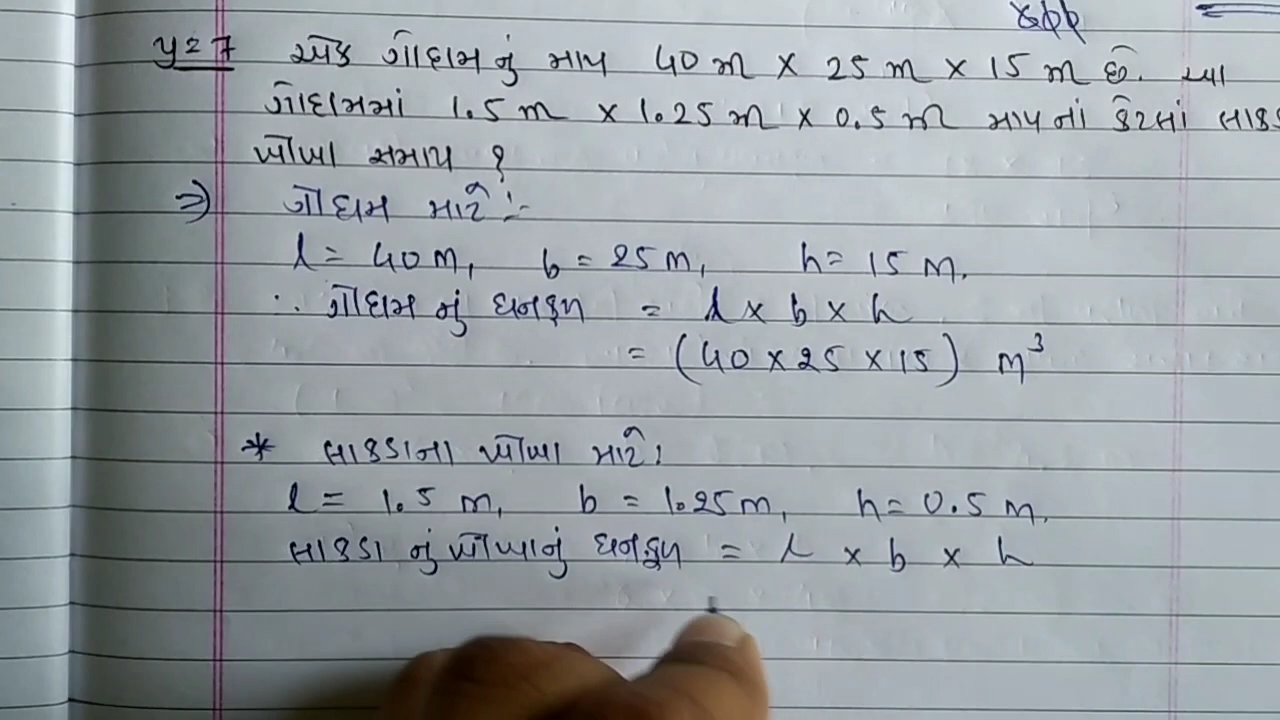 ૪૬૬
પ્ર=7 એક ગોદામનું માપ 40 m × 25 m × 15 m છે. આ
ગોદામમાં 1.5 m × 1.25 m × 0.5 m માપનાં કેટલાં લાકડ
ખોખા સમાય ?
⇒ ગોદામ માટે :-
l = 40 m, b = 25 m, h = 15 m.
∴ ગોદામ નું ઘનફળ = l × b × h
= (40 × 25 × 15) m³
* લાકડાના ખોખા માટે:
l = 1.5 m, b = 1.25 m, h = 0.5 m.
લાકડા નું ખોખાનું ઘનફળ = l × b × h